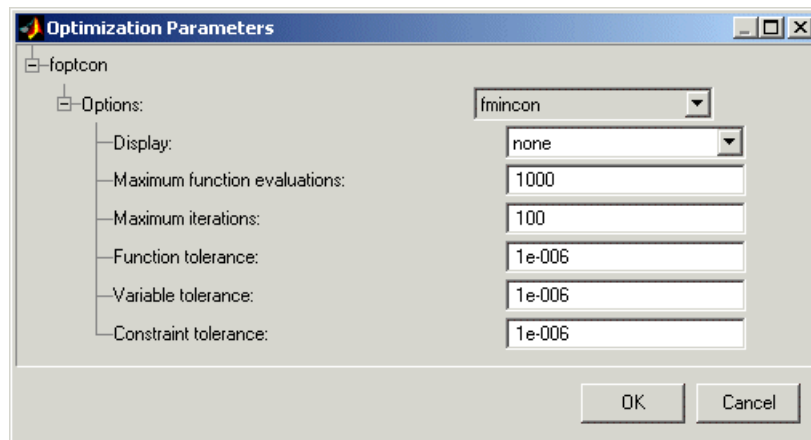 Optimization Parameters
foptcon
Options: fmincon
Display: none
Maximum function evaluations: 1000
Maximum iterations: 100
Function tolerance: 1e-006
Variable tolerance: 1e-006
Constraint tolerance: 1e-006
OK Cancel